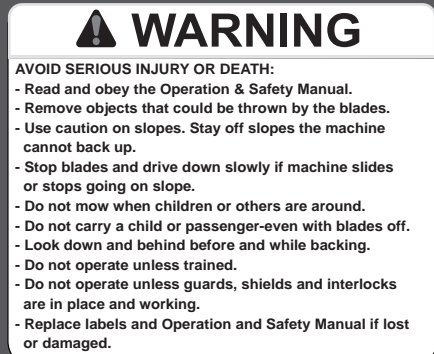 WARNING
AVOID SERIOUS INJURY OR DEATH:
- Read and obey the Operation & Safety Manual.
- Remove objects that could be thrown by the blades.
- Use caution on slopes. Stay off slopes the machine
cannot back up.
- Stop blades and drive down slowly if machine slides
or stops going on slope.
- Do not mow when children or others are around.
- Do not carry a child or passenger-even with blades off.
- Look down and behind before and while backing.
- Do not operate unless trained.
- Do not operate unless guards, shields and interlocks
are in place and working.
- Replace labels and Operation and Safety Manual if lost
or damaged.